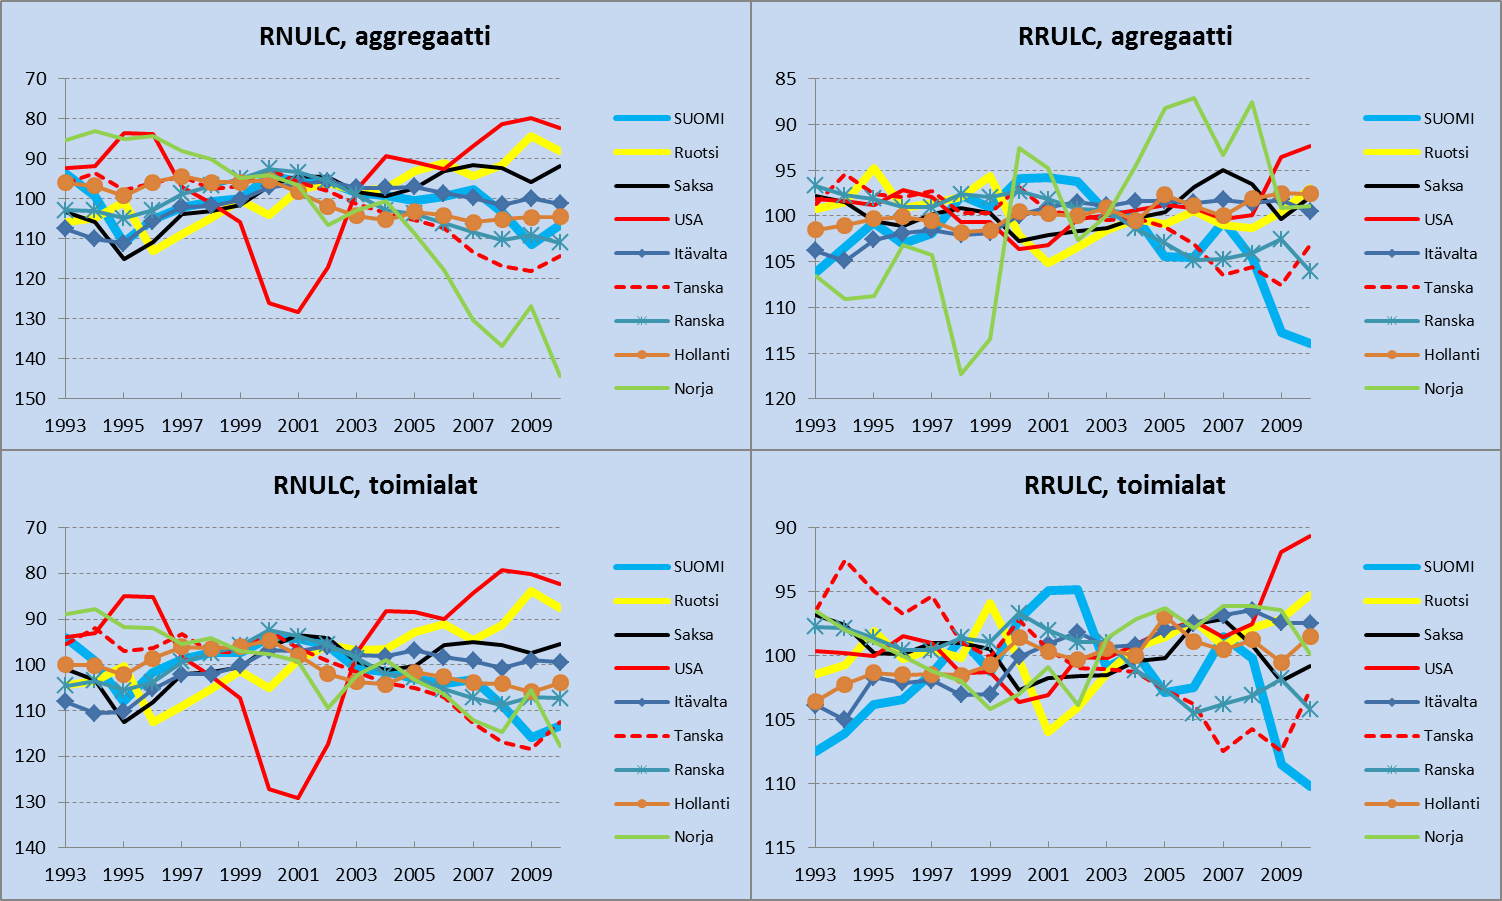 RNULC, aggregaatti
70
80
90
100
110
120
130
140
150
1993 1995 1997 1999 2001 2003 2005 2007 2009
SUOMI
Ruotsi
Saksa
USA
Itävalta
Tanska
Ranska
Hollanti
Norja
RRULC, agregaatti
85
90
95
100
105
110
115
120
1993 1995 1997 1999 2001 2003 2005 2007 2009
SUOMI
Ruotsi
Saksa
USA
Itävalta
Tanska
Ranska
Hollanti
Norja
RNULC, toimialat
70
80
90
100
110
120
130
140
1993 1995 1997 1999 2001 2003 2005 2007 2009
SUOMI
Ruotsi
Saksa
USA
Itävalta
Tanska
Ranska
Hollanti
Norja
RRULC, toimialat
90
95
100
105
110
115
1993 1995 1997 1999 2001 2003 2005 2007 2009
SUOMI
Ruotsi
Saksa
USA
Itävalta
Tanska
Ranska
Hollanti
Norja